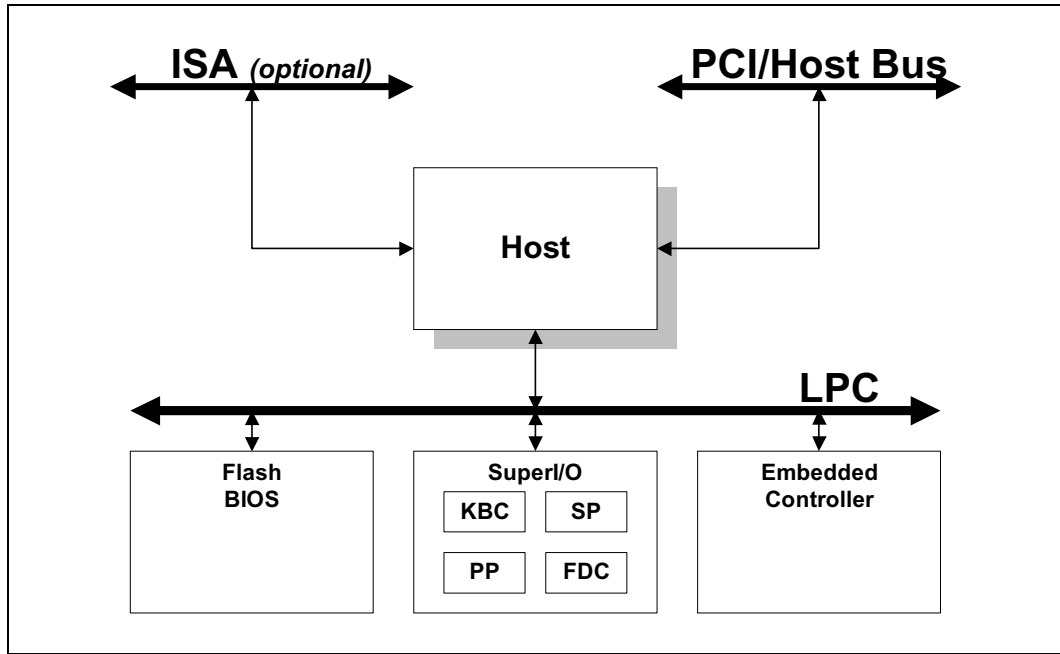 ISA (optional)
PCI/Host Bus
Host
LPC
Flash
BIOS
SuperI/O
KBC
SP
PP
FDC
Embedded
Controller